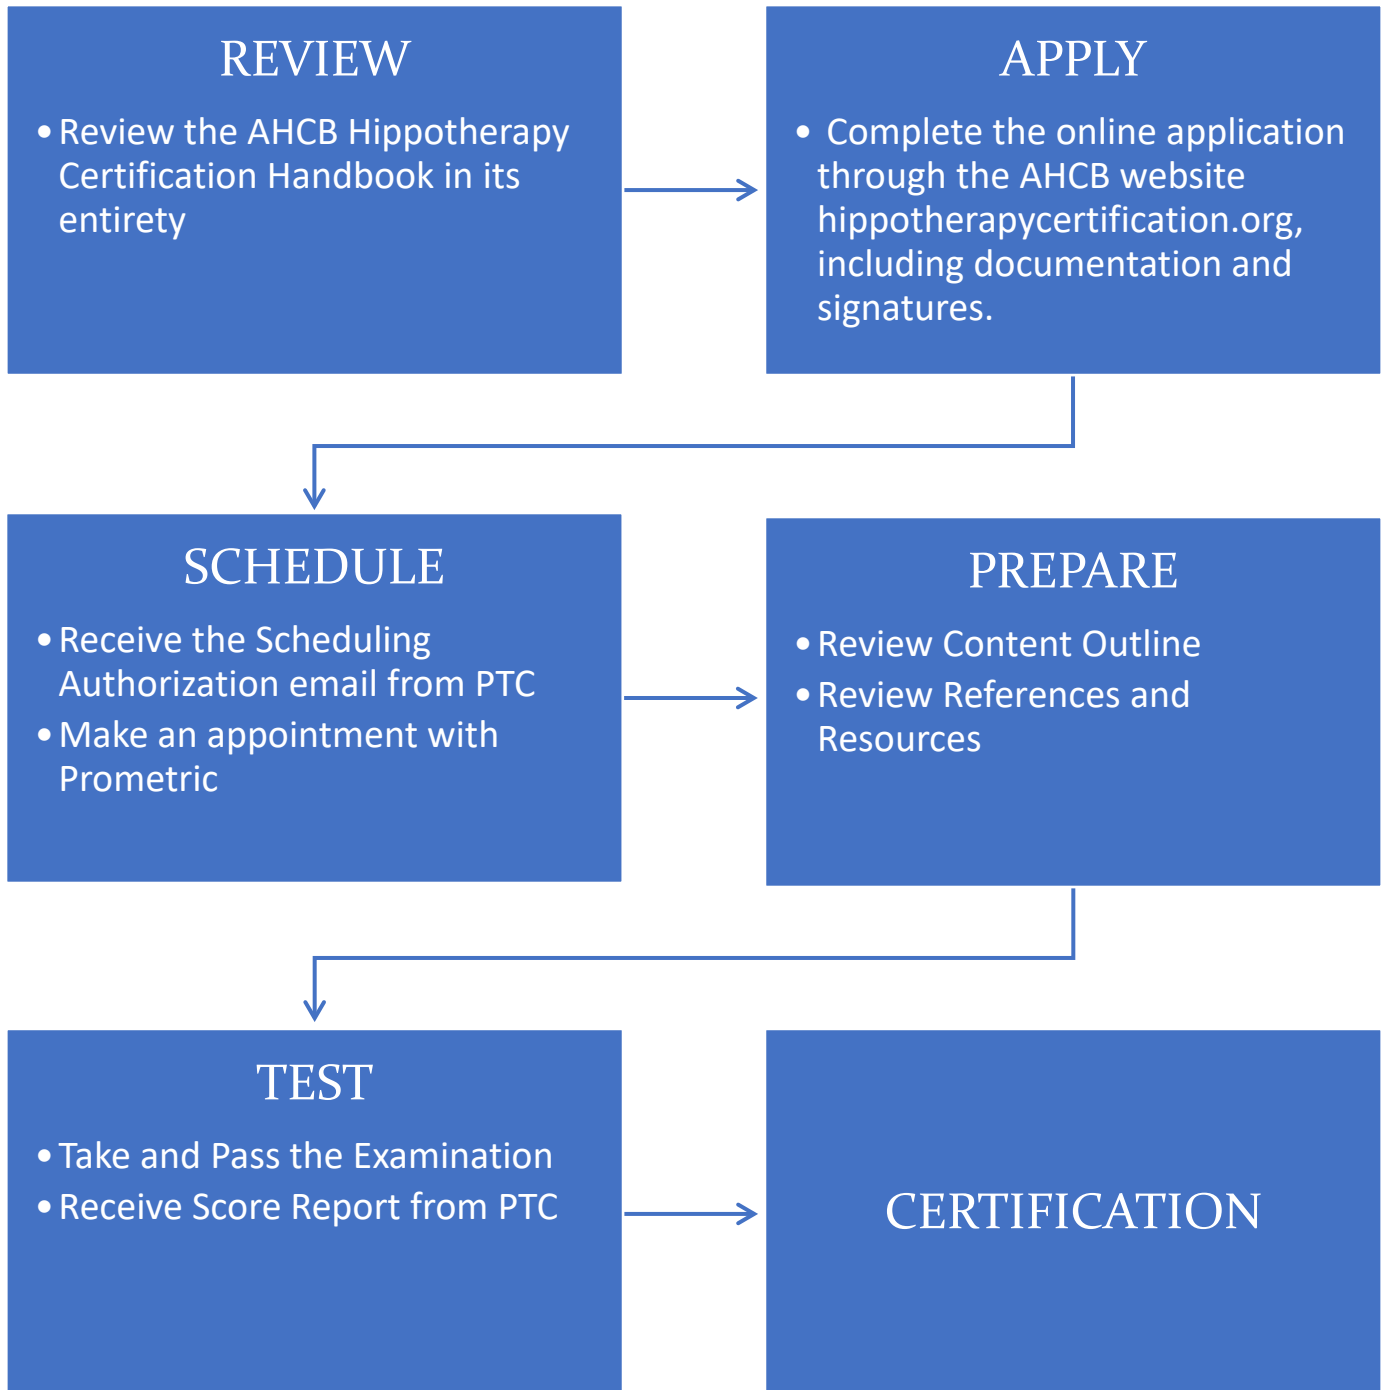 REVIEW
• Review the AHCB Hippotherapy
Certification Handbook in its
entirety
APPLY
• Complete the online application
through the AHCB website
hippotherapycertification.org,
including documentation and
signatures.
SCHEDULE
• Receive the Scheduling
Authorization email from PTC
• Make an appointment with
Prometric
PREPARE
• Review Content Outline
• Review References and
Resources
TEST
• Take and Pass the Examination
• Receive Score Report from PTC
CERTIFICATION